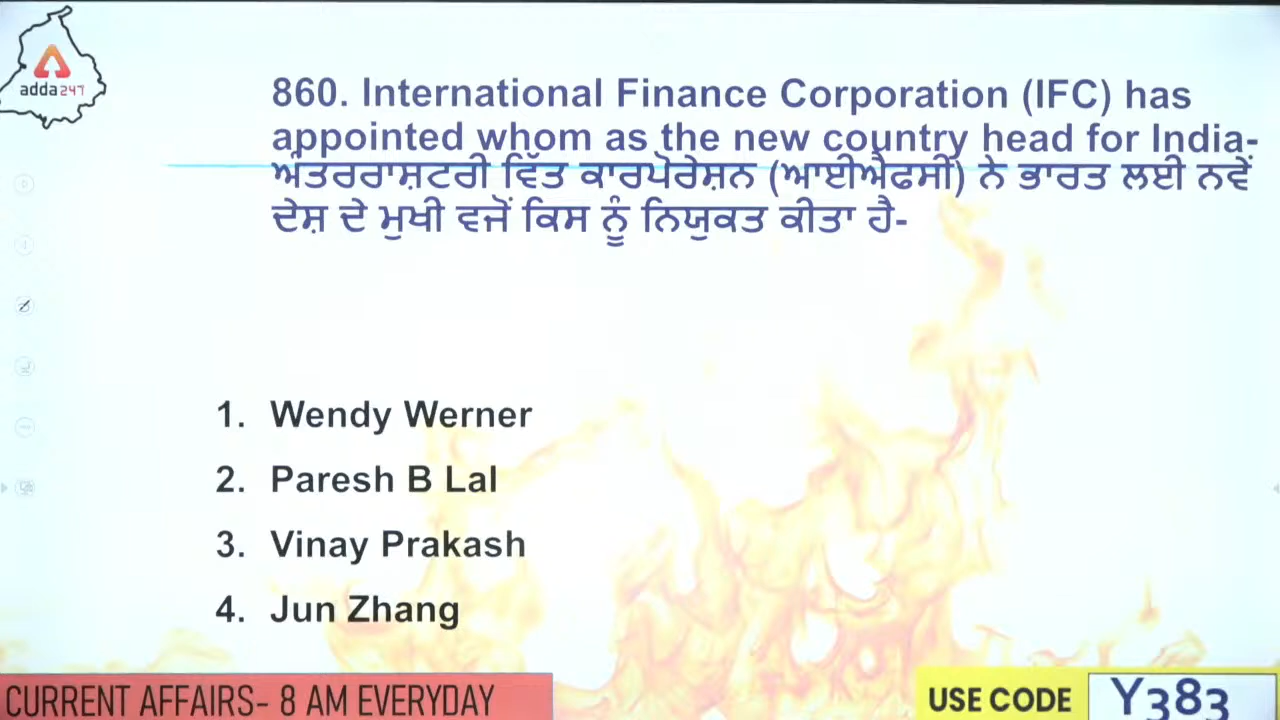 adda247
860. International Finance Corporation (IFC) has
appointed whom as the new country head for India-
ਅੰਤਰਰਾਸ਼ਟਰੀ ਵਿੱਤ ਕਾਰਪੋਰੇਸ਼ਨ (ਆਈਐਫਸੀ) ਨੇ ਭਾਰਤ ਲਈ ਨਵੇਂ
ਦੇਸ਼ ਦੇ ਮੁਖੀ ਵਜੋਂ ਕਿਸ ਨੂੰ ਨਿਯੁਕਤ ਕੀਤਾ ਹੈ-
1. Wendy Werner
2. Paresh B Lal
3. Vinay Prakash
4. Jun Zhang
CURRENT AFFAIRS- 8 AM EVERYDAY
USE CODE Y383